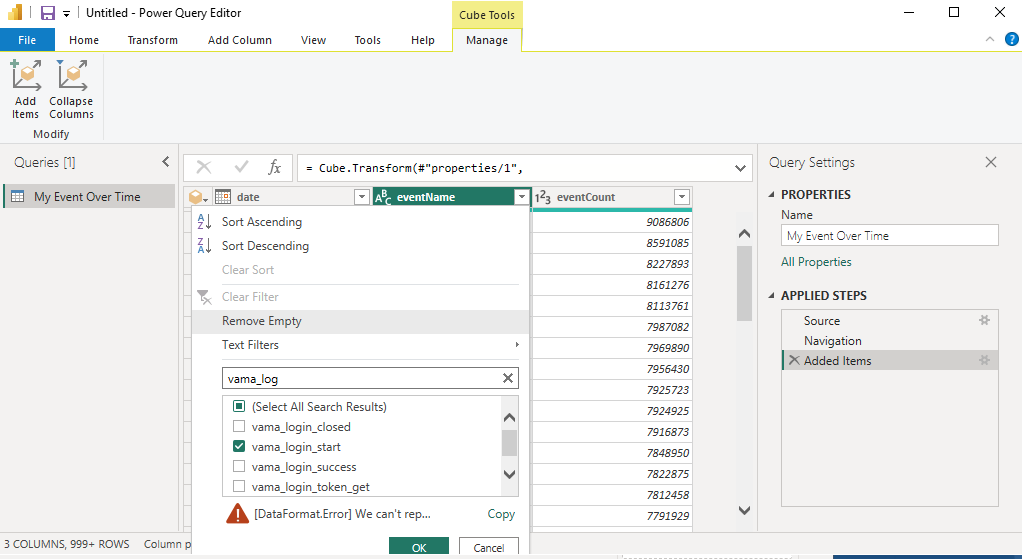 Untitled - Power Query Editor
Cube Tools
File
Home
Transform
Add Column
View
Tools
Help
Manage
Add Items
Collapse Columns
Modify
Queries [1]
My Event Over Time
fx
= Cube.Transform(#"properties/1",
date
ABC eventName
123 eventCount
Sort Ascending
Sort Descending
Clear Sort
Clear Filter
Remove Empty
Text Filters
vama_log
(Select All Search Results)
vama_login_closed
vama_login_start
vama_login_success
vama_login_token_get
[DataFormat.Error] We can't rep...
Copy
OK
Cancel
9086806
8591085
8227893
8161276
8113761
7987082
7969890
7956430
7925723
7924925
7916873
7848950
7822875
7812458
7791929
Query Settings
PROPERTIES
Name
My Event Over Time
All Properties
APPLIED STEPS
Source
Navigation
Added Items
3 COLUMNS, 999+ ROWS
Column p